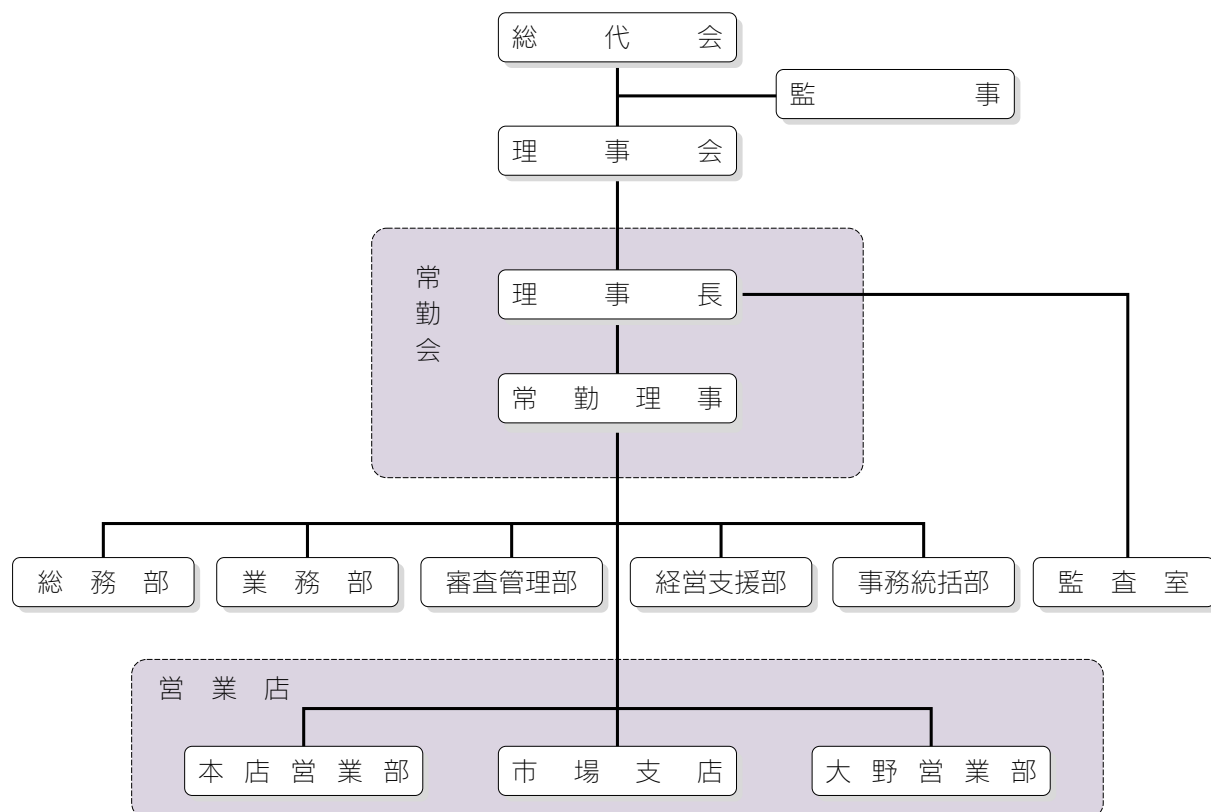 総代会
監事
理事会
常勤会
理事長
常勤理事
総務部
業務部
審査管理部
経営支援部
事務統括部
監査室
営業店
本店営業部
市場支店
大野営業部